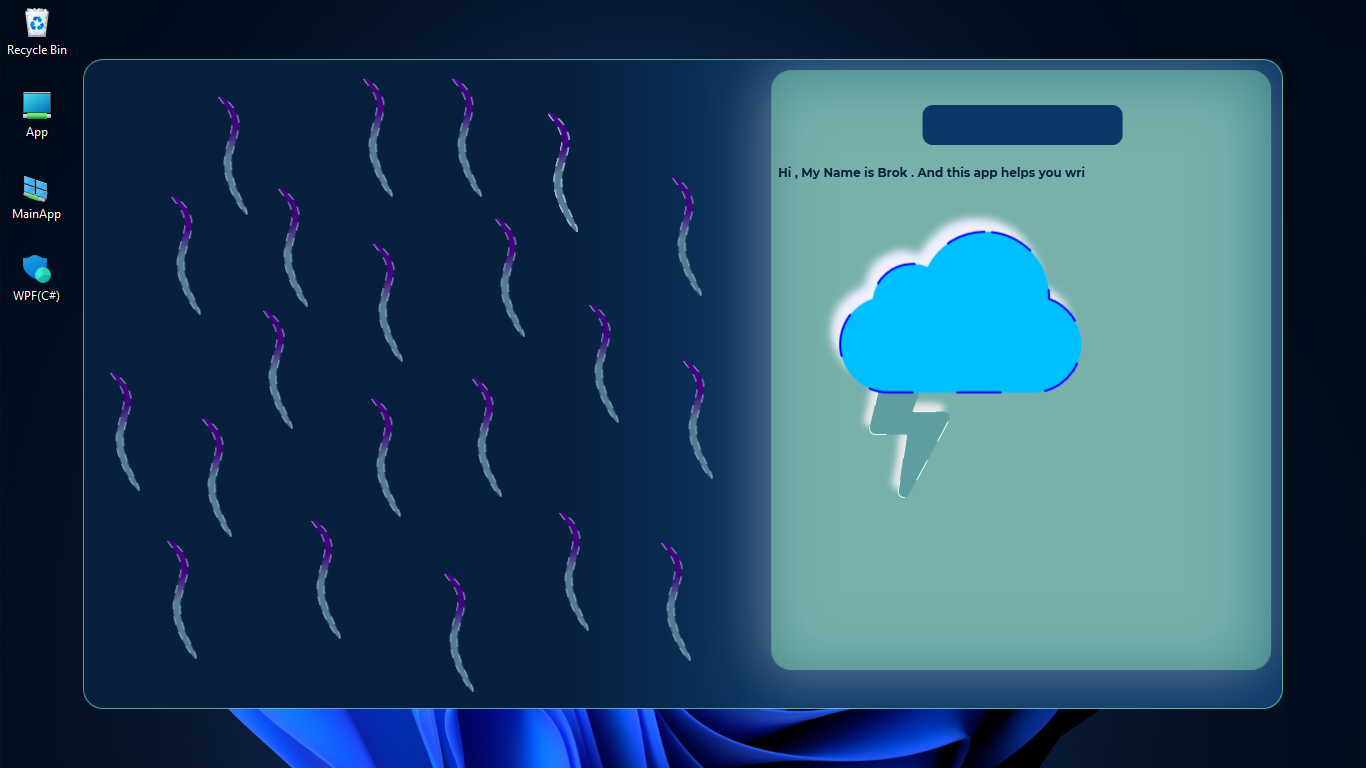 Recycle Bin
App
MainApp
WPF(C#)
Hi , My Name is Brok . And this app helps you wri